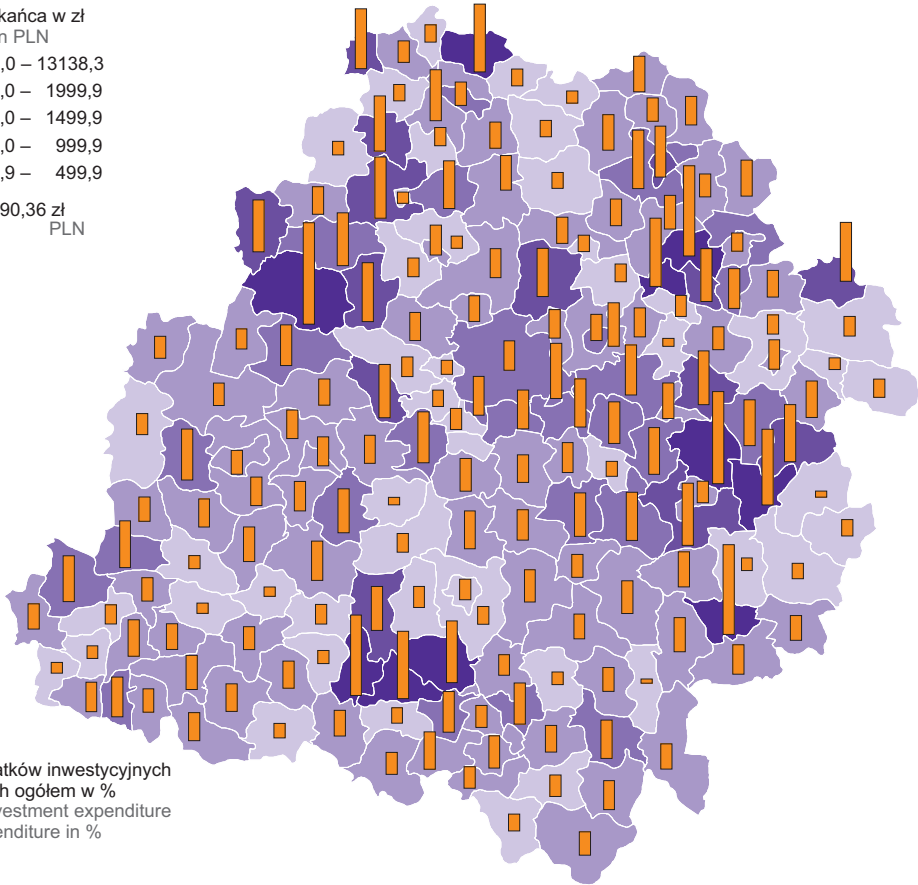 kańca w zł
n PLN
,0 – 13138,3
,0 – 1999,9
,0 – 1499,9
,0 – 999,9
,9 – 499,9
90,36 zł
PLN
atków inwestycyjnych
h ogółem w %
vestment expenditure
enditure in %